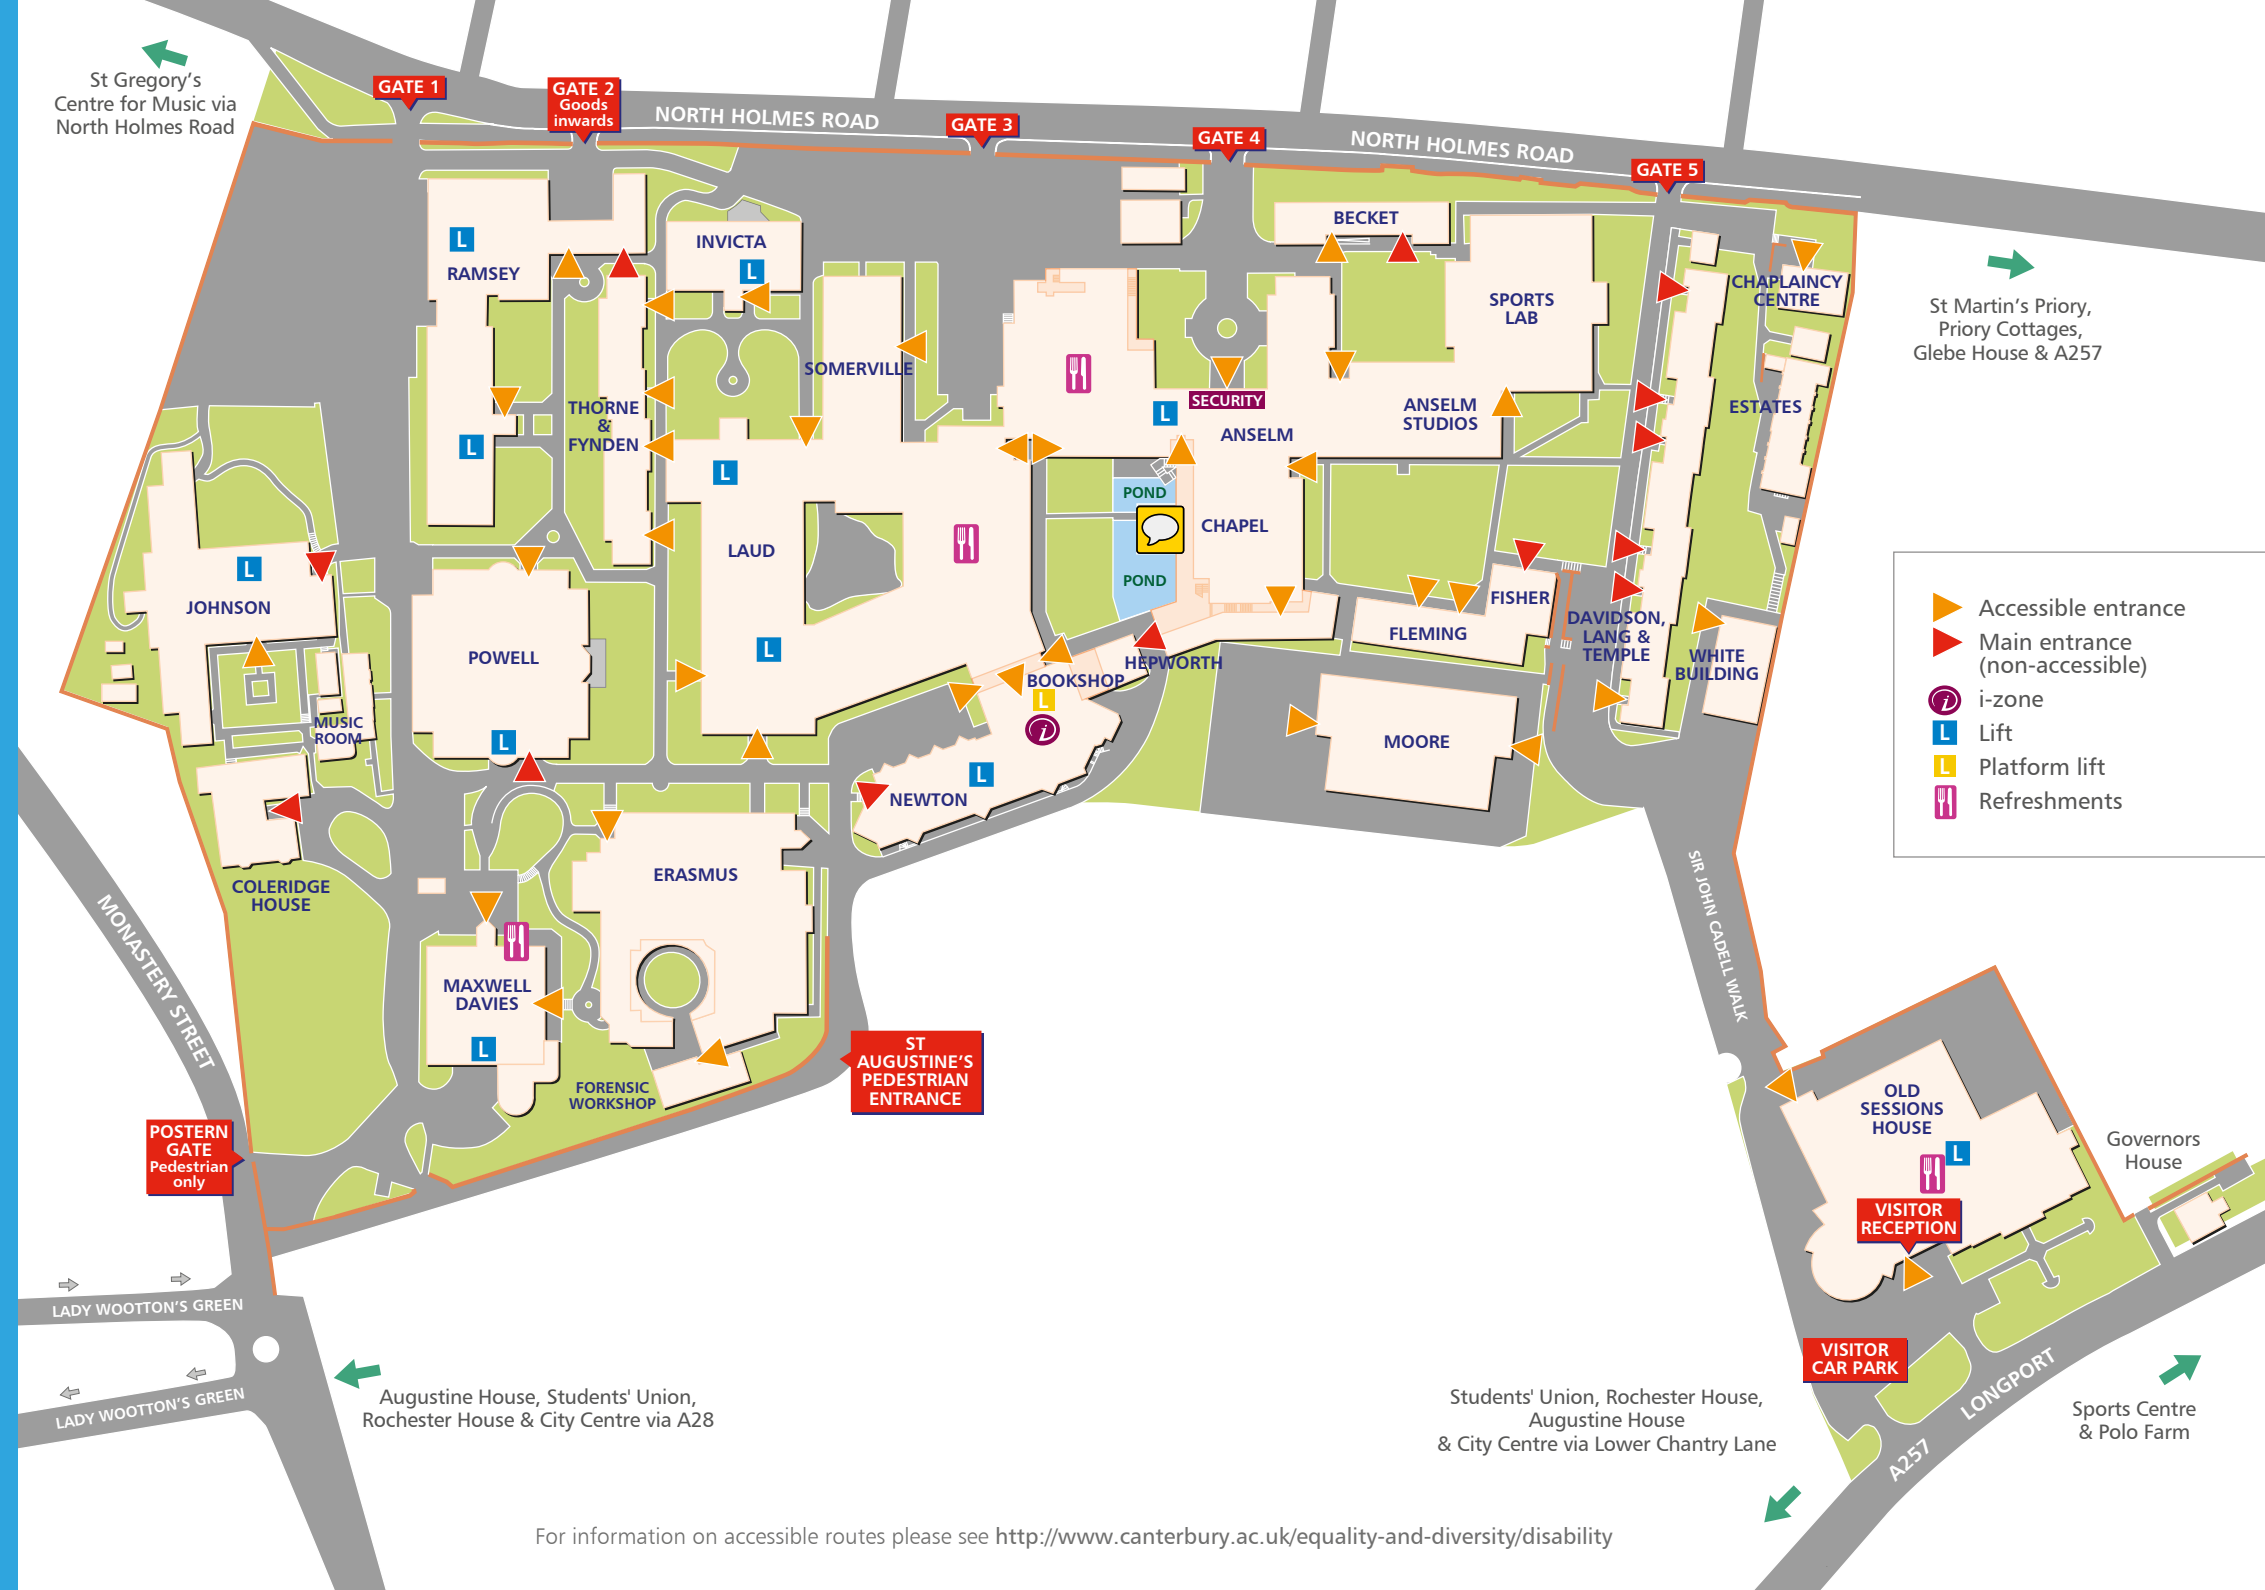 St Gregory's
Centre for Music via
North Holmes Road
GATE 1
GATE 2
Goods
inwards
NORTH HOLMES ROAD
GATE 3
GATE 4
NORTH HOLMES ROAD
GATE 5
St Martin's Priory,
Priory Cottages,
Glebe House & A257
L
RAMSEY
L
INVICTA
L
SOMERVILLE
THORNE
&
FYNDEN
BECKET
SPORTS
LAB
CHAPLAINCY
CENTRE
ESTATES
SECURITY
L
ANSELM
ANSELM
STUDIOS
L
LAUD
L
POND
POND
CHAPEL
L
JOHNSON
POWELL
L
MUSIC
ROOM
COLERIDGE
HOUSE
HEPWORTH
BOOKSHOP
L
i
L
NEWTON
FLEMING
FISHER
DAVIDSON,
LANG &
TEMPLE
WHITE
BUILDING
MOORE
Accessible entrance
Main entrance
(non-accessible)
i
i-zone
L
Lift
L
Platform lift
Refreshments
ERASMUS
MAXWELL
DAVIES
L
FORENSIC
WORKSHOP
ST
AUGUSTINE'S
PEDESTRIAN
ENTRANCE
MONASTERY STREET
POSTERN
GATE
Pedestrian
only
SIR JOHN CADELL WALK
OLD
SESSIONS
HOUSE
L
VISITOR
RECEPTION
Governors
House
VISITOR
CAR PARK
LONGPORT
A257
Sports Centre
& Polo Farm
LADY WOOTTON'S GREEN
LADY WOOTTON'S GREEN
Augustine House, Students' Union,
Rochester House & City Centre via A28
Students' Union, Rochester House,
Augustine House
& City Centre via Lower Chantry Lane
For information on accessible routes please see http://www.canterbury.ac.uk/equality-and-diversity/disability